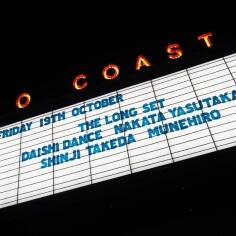 O COAST
FRIDAY 19TH OCTOBER
THE LONG SET
DAISHI DANCE NAKATA YASUTAKA
SHINJI TAKEDA MUNEHIRO